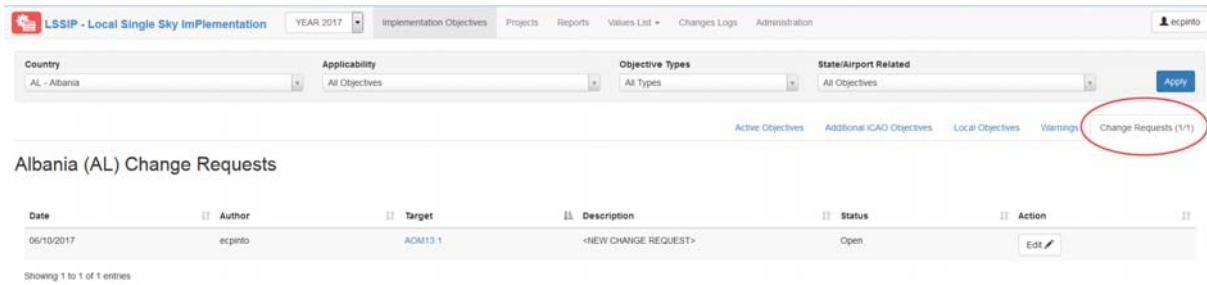 LSSIP - Local Single Sky ImPlementation YEAR 2017 Implementation Objectives Projects Reports Values List Changes Logs Administration ecpinto
Country Applicability Objective Types State/Airport Related
AL - Albania All Objectives All Types All Objectives Apply
Active Objectives Additional ICAO Objectives Local Objectives Warnings Change Requests (1/1)
Albania (AL) Change Requests
Date Author Target Description Status Action
06/10/2017 ecpinto AOM13.1 <NEW CHANGE REQUEST> Open Edit
Showing 1 to 1 of 1 entries